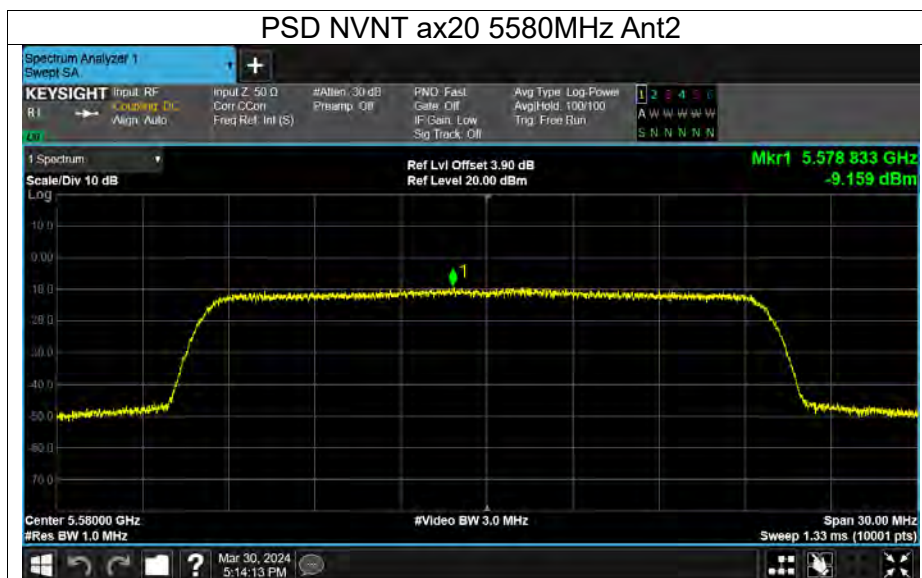 PSD NVNT ax20 5580MHz Ant2
Spectrum Analyzer 1
Swept SA
+
KEYSIGHT Input: RF
Input Z: 50 Ω
#Atten: 30 dB
PNO: Fast
Avg Type: Log-Power
1 2 3 4 5 6
Coupling: DC
Corr CCorr
Preamp: Off
Gate: Off
Avg|Hold: 100/100
A W W W W W
Align: Auto
Freq Ref: Int (S)
IF Gain: Low
Trig: Free Run
Sig Track: Off
S N N N N N
1 Spectrum
Ref Lvl Offset 3.90 dB
Mkr1 5.578 833 GHz
Scale/Div 10 dB
Ref Level 20.00 dBm
-9.159 dBm
Log
10.0
0.00
-10.0
-20.0
-30.0
-40.0
-50.0
-60.0
-70.0
1
Center 5.58000 GHz
#Video BW 3.0 MHz
Span 30.00 MHz
#Res BW 1.0 MHz
Sweep 1.33 ms (10001 pts)
?
Mar 30, 2024
5:14:13 PM